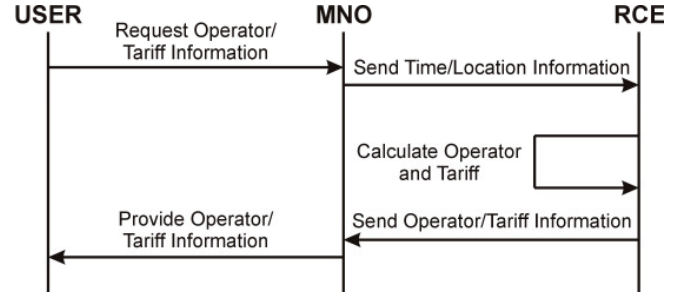 USER MNO RCE
Request Operator/
Tariff Information
Send Time/Location Information
Calculate Operator
and Tariff
Send Operator/Tariff Information
Provide Operator/
Tariff Information